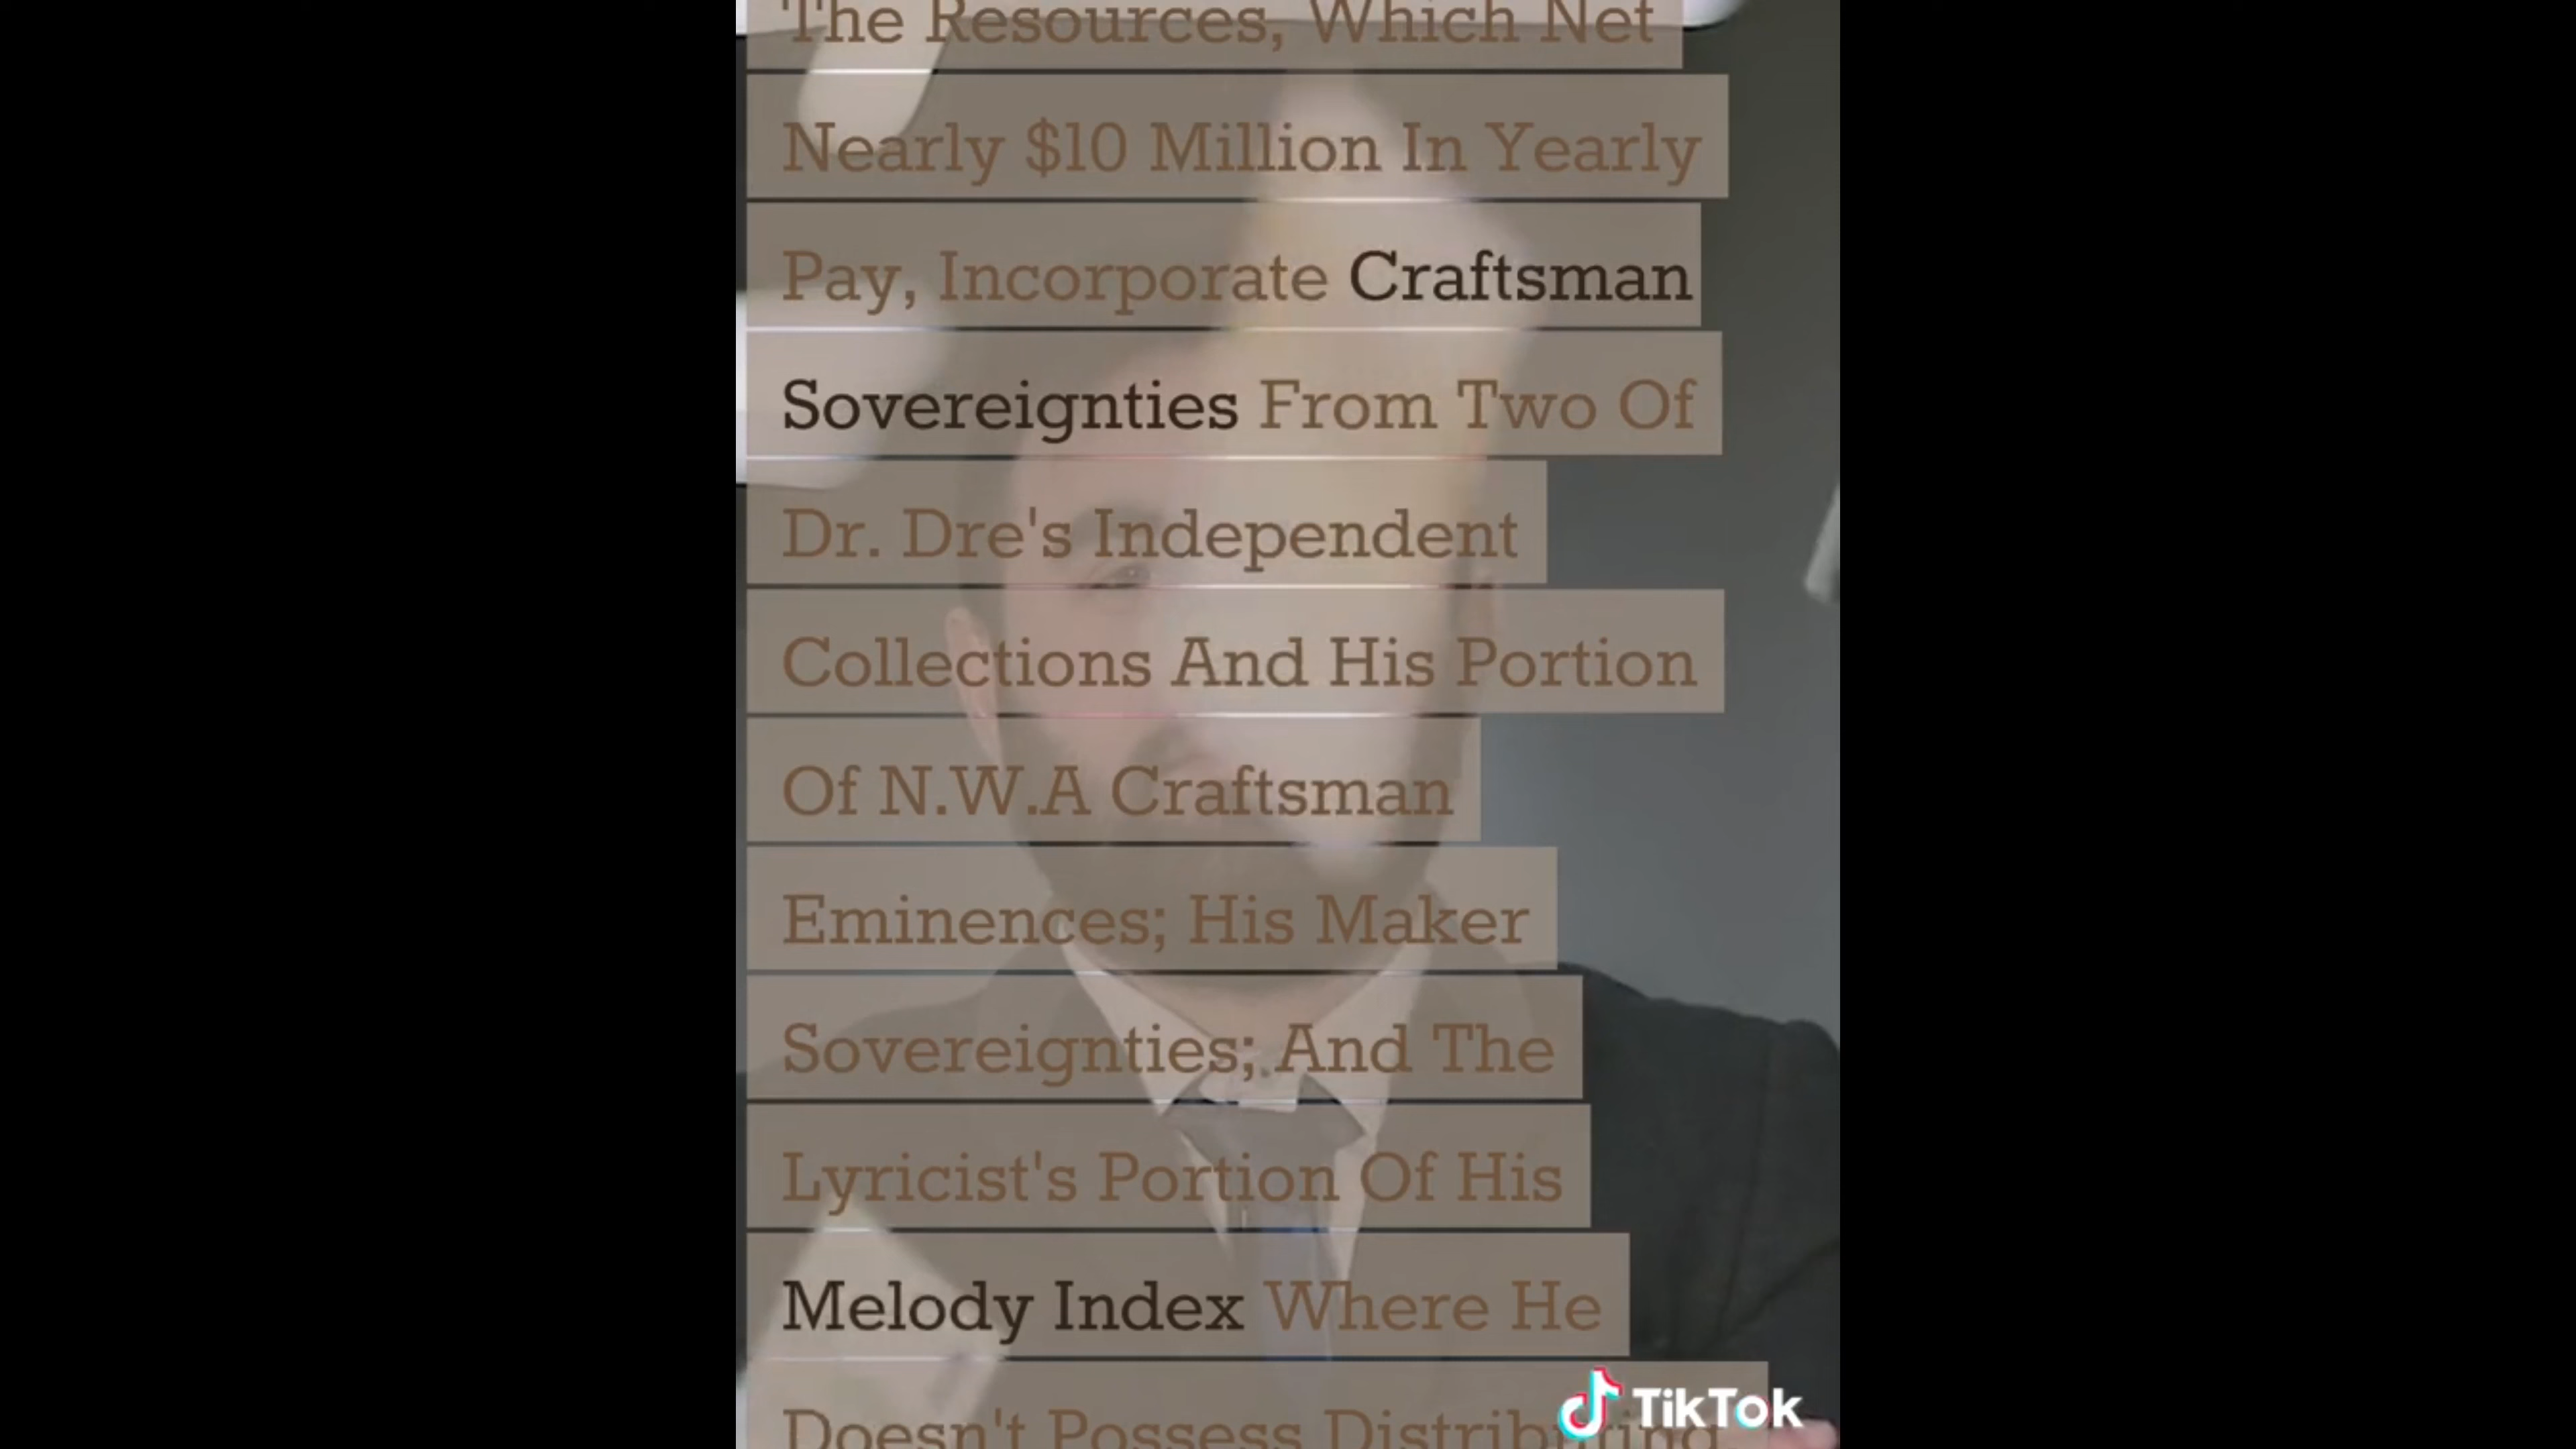 The Resources, Which Net
Nearly $10 Million In Yearly
Pay, Incorporate Craftsman
Sovereignties From Two Of
Dr. Dre's Independent
Collections And His Portion
Of N.W.A Craftsman
Eminences; His Maker
Sovereignties; And The
Lyricist's Portion Of His
Melody Index Where He
Doesn't Possess Distributing
TikTok